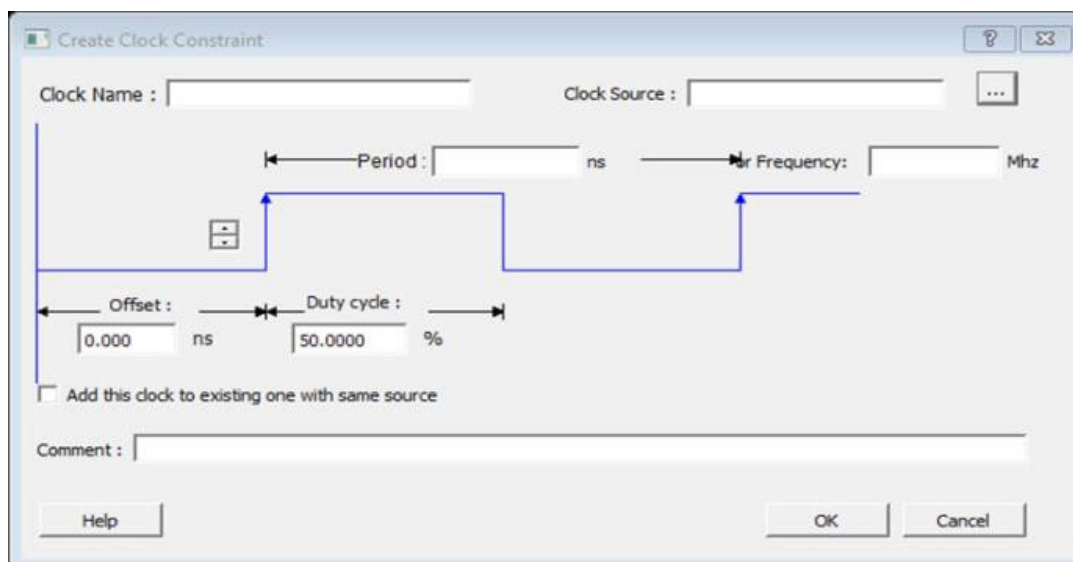 Create Clock Constraint
Clock Name : Clock Source : ...
Period : ns or Frequency: Mhz
Offset : Duty cycle :
0.000 ns 50.0000 %
Add this clock to existing one with same source
Comment :
Help OK Cancel